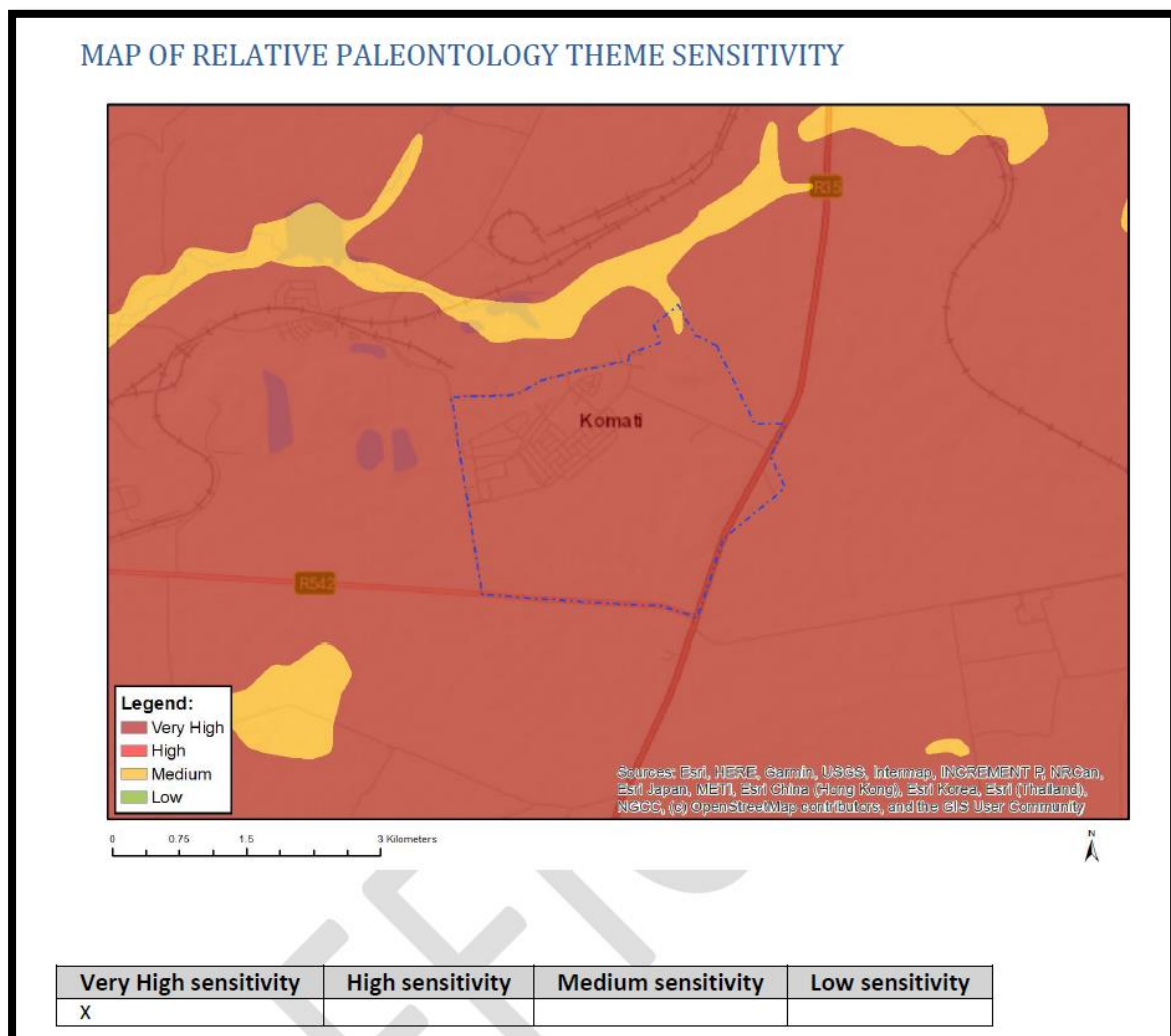 MAP OF RELATIVE PALEONTOLOGY THEME SENSITIVITY
R35
Komati
R542
Legend:
Very High
High
Medium
Low
Sources: Esri, HERE, Garmin, USGS, Intermap, INCREMENT P, NRCan,
Esri Japan, METI, Esri China (Hong Kong), Esri Korea, Esri (Thailand),
NGCC, (c) OpenStreetMap contributors, and the GIS User Community
0 0.75 1.5 3 Kilometers
N
Very High sensitivity High sensitivity Medium sensitivity Low sensitivity
X